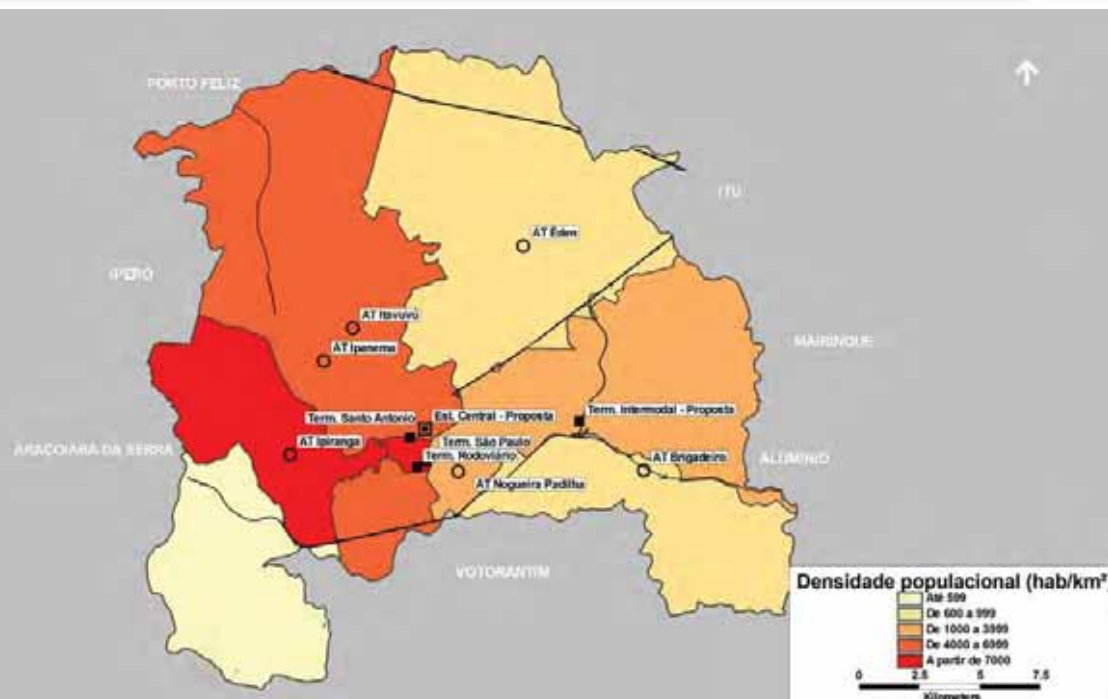 PORTO FELIZ
ITU
AT Éden
IPERÓ
AT Itavuvú
AT Ipanema
MAIRINQUE
Term. Santo Antonio
Est. Central - Proposta
Term. Intermodal - Proposta
ARAÇOIABA DA SERRA
AT Ipiranga
Term. São Paulo
Term. Rodoviário
AT Brigadeiro
ALUMÍNIO
AT Nogueira Padilha
VOTORANTIM
Densidade populacional (hab/km²
Até 599
De 600 a 999
De 1000 a 3999
De 4000 a 6999
A partir de 7000
0 2.5 5 7.5
Kilometers